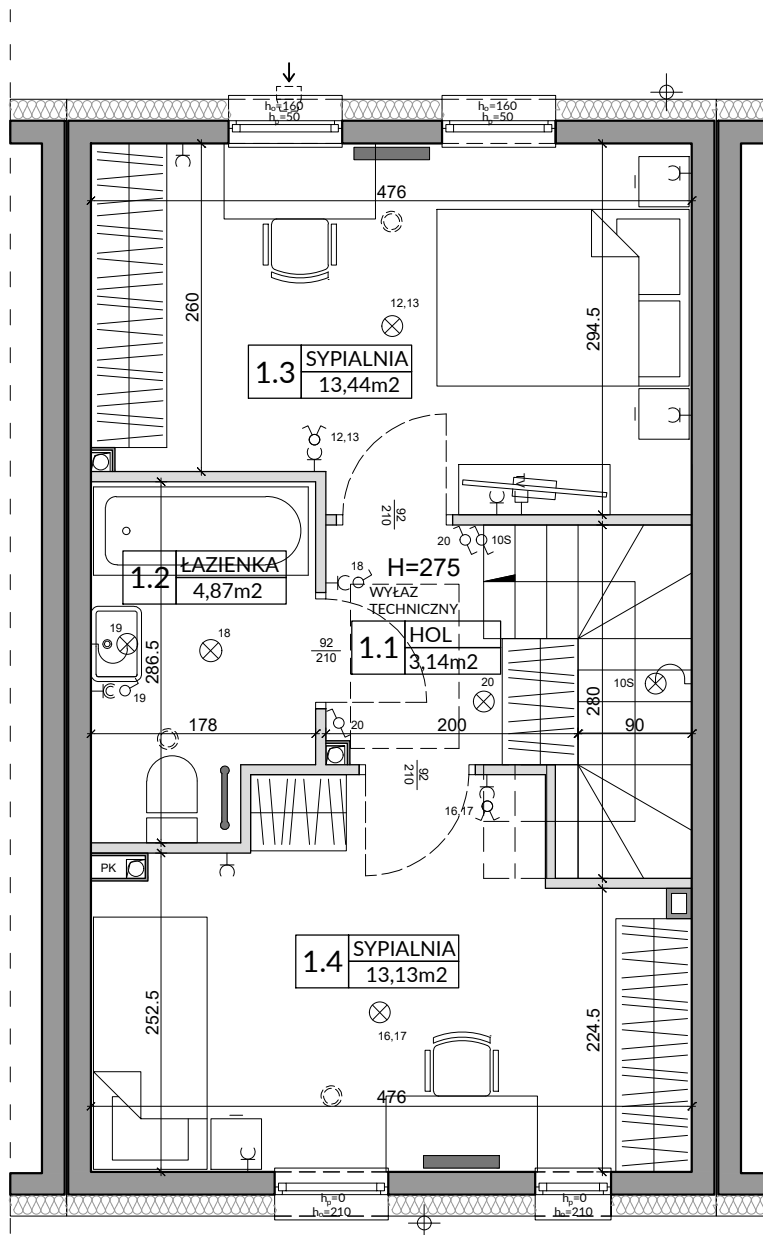 hₒ=160
hₚ=50
hₒ=160
hₚ=50
476
260
294.5
12,13
1.3
SYPIALNIA
13,44m2
12,13
92
210
20
10S
18
H=275
WYŁAZ
TECHNICZNY
1.2
ŁAZIENKA
4,87m2
1.1
HOL
3,14m2
19
18
92
210
286.5
19
20
10S
280
20
178
200
90
92
210
16,17
PK
1.4
SYPIALNIA
13,13m2
252.5
224.5
16,17
476
hₚ=0
hₒ=210
hₚ=0
hₒ=210